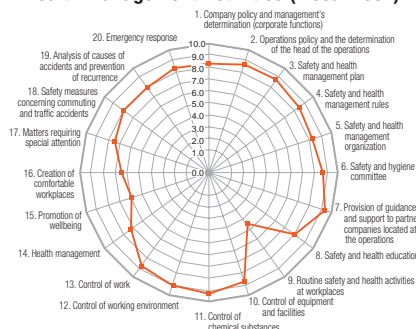 1. Company policy and management's
determination (corporate functions)
2. Operations policy and the determination
of the head of the operations
3. Safety and health
management plan
4. Safety and health
management rules
5. Safety and health
management
organization
6. Safety and hygiene
committee
7. Provision of guidance
and support to partne
companies located at
the operations
8. Safety and health education
9. Routine safety and health activities
at workplaces
10. Control of equipment
and facilities
11. Control of
chemical substances
12. Control of working environment
13. Control of work
14. Health management
15. Promotion of
wellbeing
16. Creation of
comfortable
workplaces
17. Matters requiring
special attention
18. Safety measures
concerning commuting
and traffic accidents
19. Analysis of causes of
accidents and prevention
of recurrence
20. Emergency response
10.0
9.0
8.0
7.0
6.0
5.0
4.0
3.0
2.0
1.0
0.0